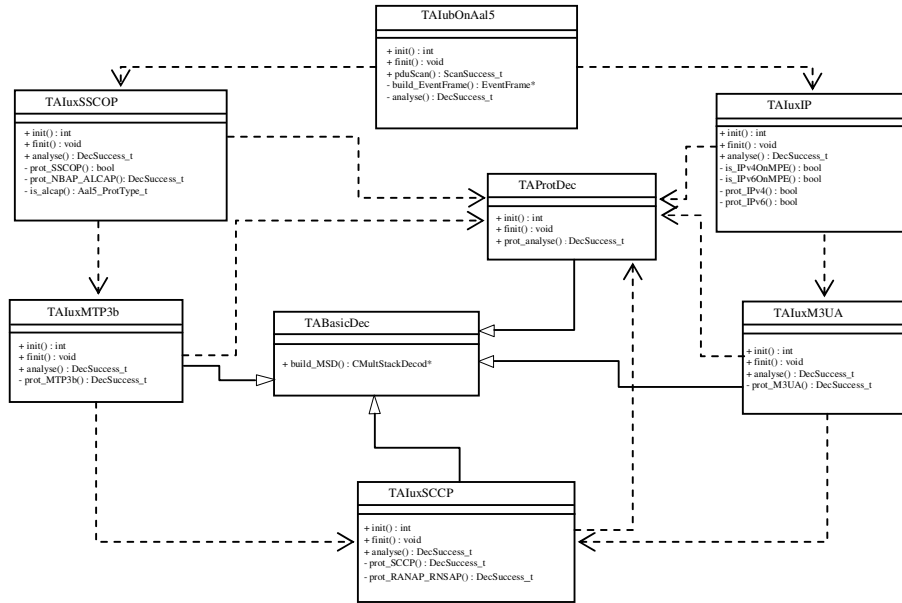 TAIubOnAal5
+ init() : int
+ finit() : void
+ pduScan() : ScanSuccess_t
- build_EventFrame() : EventFrame*
- analyse() : DecSuccess_t
TAIuxSSCOP
+ init() : int
+ finit() : void
+ analyse() : DecSuccess_t
- prot_SSCOP() : bool
- prot_NBAP_ALCAP(): DecSuccess_t
- is_alcap() : Aal5_ProtType_t
TAIuxIP
+ init() : int
+ finit() : void
+ analyse() : DecSuccess_t
- is_IPv4OnMPE() : bool
- is_IPv6OnMPE() : bool
- prot_IPv4() : bool
- prot_IPv6() : bool
TAProtDec
+ init() : int
+ finit() : void
+ prot_analyse() : DecSuccess_t
TAIuxMTP3b
+ init() : int
+ finit() : void
+ analyse() : DecSuccess_t
- prot_MTP3b() : DecSuccess_t
TABasicDec
+ build_MSD() : CMultStackDecod*
TAIuxM3UA
+ init() : int
+ finit() : void
+ analyse() : DecSuccess_t
- prot_M3UA() : DecSuccess_t
TAIuxSCCP
+ init() : int
+ finit() : void
+ analyse() : DecSuccess_t
- prot_SCCP() : DecSuccess_t
- prot_RANAP_RNSAP() : DecSuccess_t